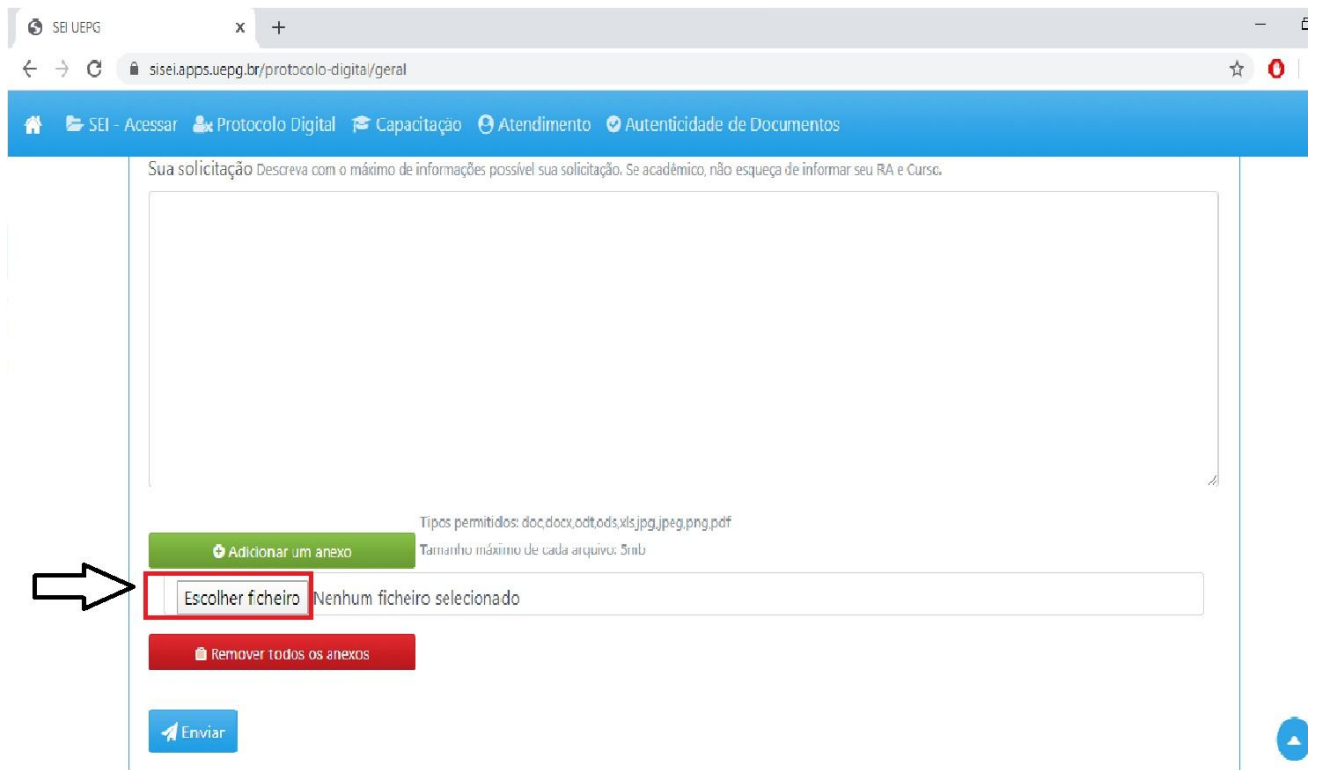 SEI UEPG
sisei.apps.uepg.br/protocolo-digital/geral
SEI - Acessar Protocolo Digital Capacitação Atendimento Autenticidade de Documentos
Sua solicitação Descreva com o máximo de informações possível sua solicitação. Se acadêmico, não esqueça de informar seu RA e Curso.
Tipos permitidos: doc,docx,odt,ods,xls,jpg,jpeg,png,pdf
Adicionar um anexo Tamanho máximo de cada arquivo: 5mb
Escolher ficheiro Nenhum ficheiro selecionado
Remover todos os anexos
Enviar